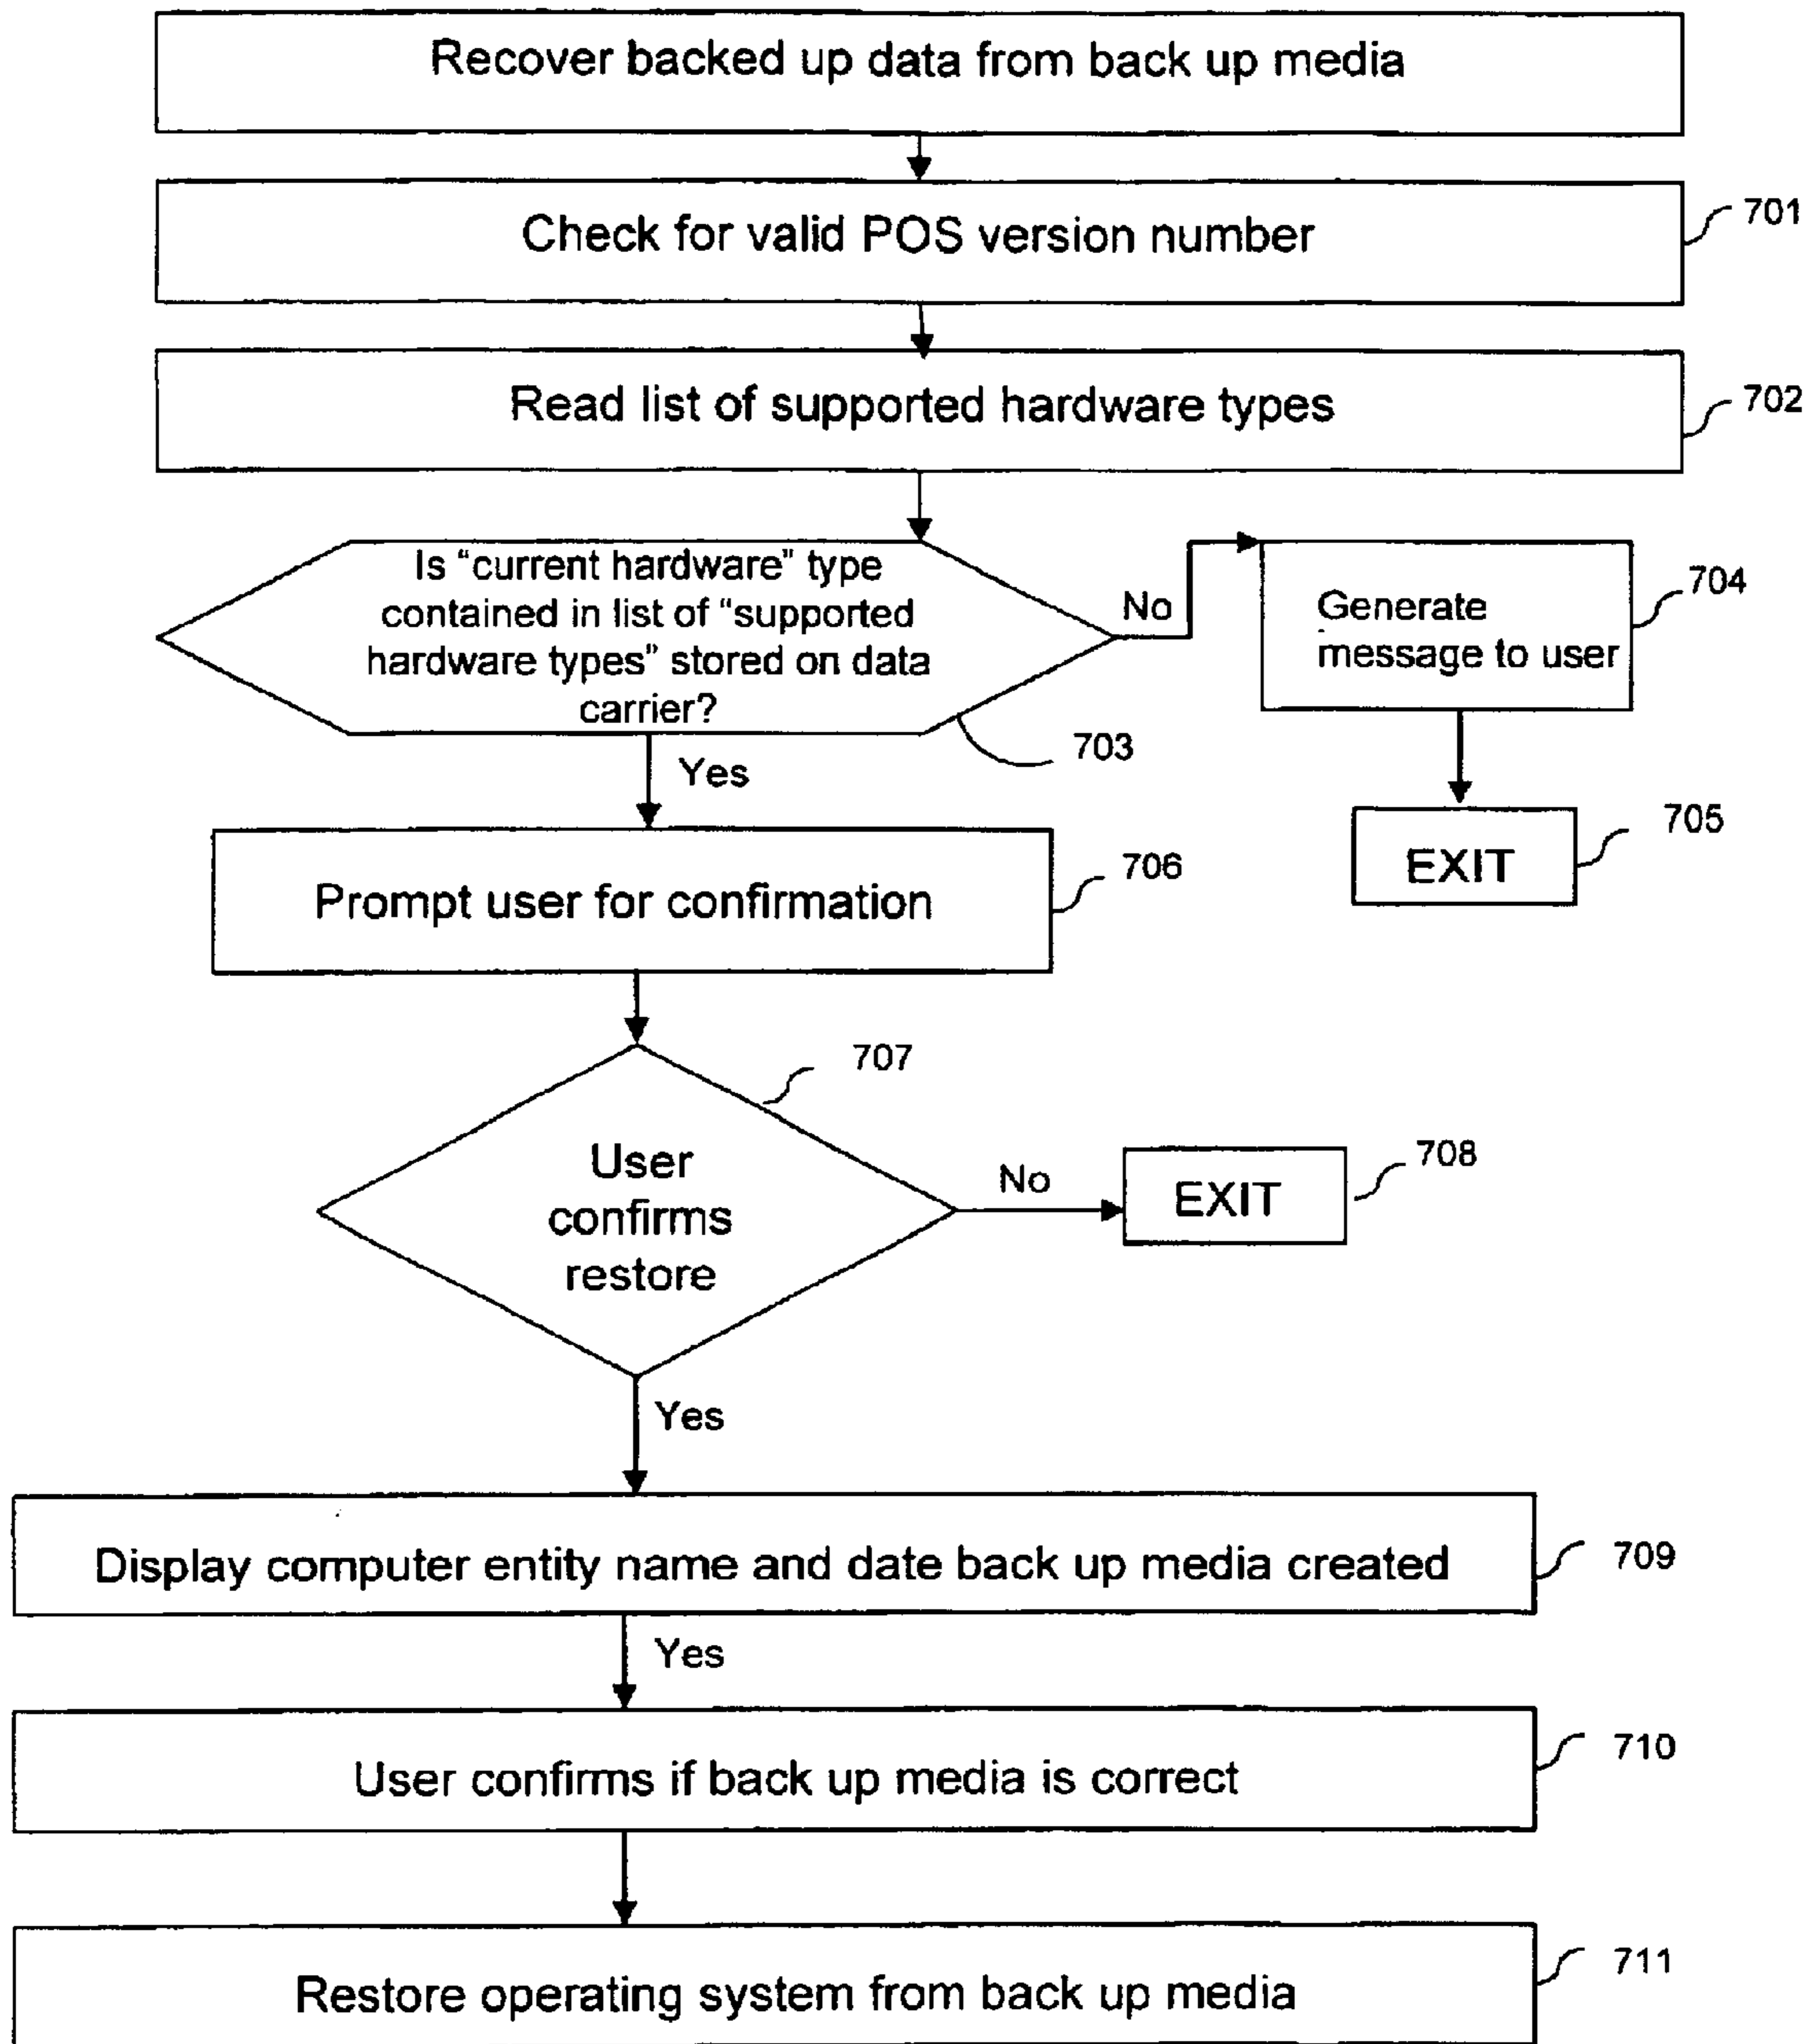 Recover backed up data from back up media
Check for valid POS version number
701
Read list of supported hardware types
702
Is “current hardware” type
contained in list of “supported
hardware types” stored on data
carrier?
703
No
Generate
message to user
704
EXIT
705
Yes
Prompt user for confirmation
706
User
confirms
restore
707
No
EXIT
708
Yes
Display computer entity name and date back up media created
709
Yes
User confirms if back up media is correct
710
Restore operating system from back up media
711